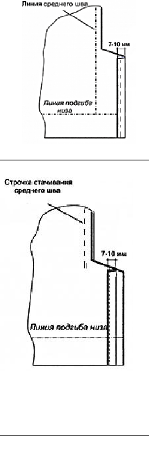 Линия среднего шва
7-10 мм
Линия подгиба
низа
Строчка стачивания
среднего шва
7-10 мм
Линия подгиба низа